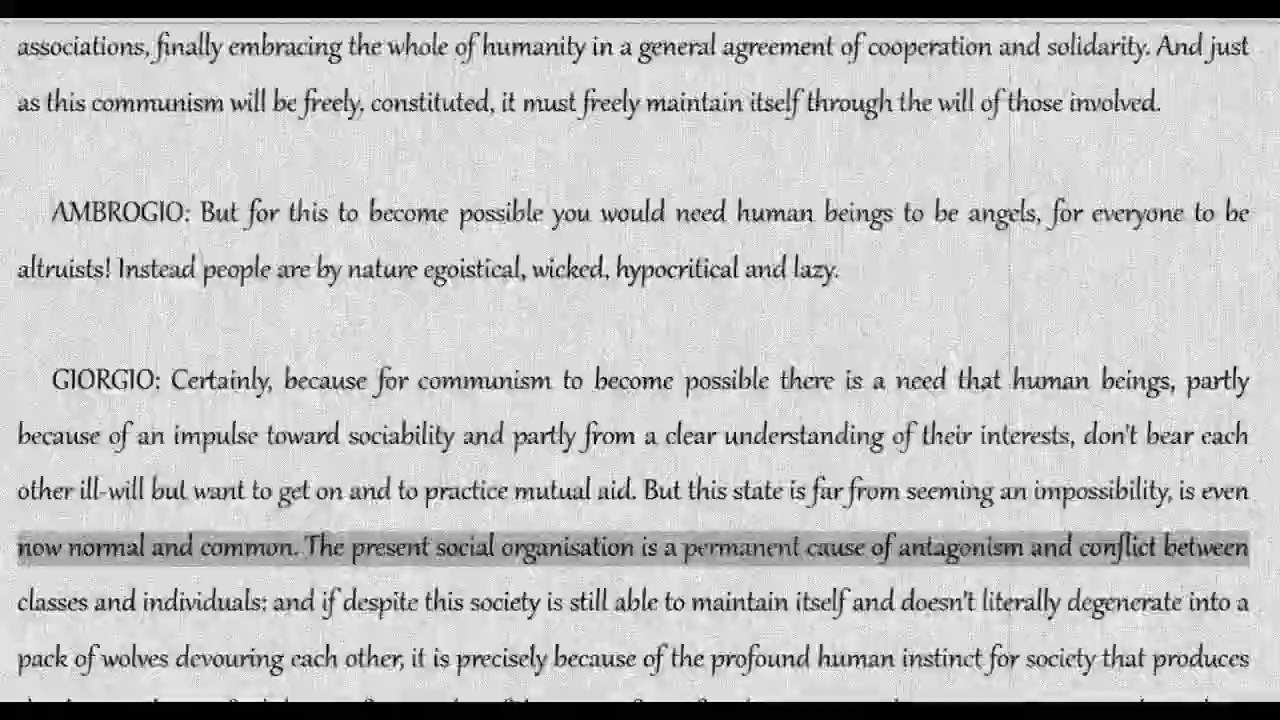 associations, finally embracing the whole of humanity in a general agreement of cooperation and solidarity. And just
as this communism will be freely, constituted, it must freely maintain itself through the will of those involved.
AMBROGIO: But for this to become possible you would need human beings to be angels, for everyone to be
altruists! Instead people are by nature egoistical, wicked, hypocritical and lazy.
GIORGIO: Certainly, because for communism to become possible there is a need that human beings, partly
because of an impulse toward sociability and partly from a clear understanding of their interests, don't bear each
other ill-will but want to get on and to practice mutual aid. But this state is far from seeming an impossibility, is even
now normal and common. The present social organisation is a permanent cause of antagonism and conflict between
classes and individuals: and if despite this society is still able to maintain itself and doesn't literally degenerate into a
pack of wolves devouring each other, it is precisely because of the profound human instinct for society that produces